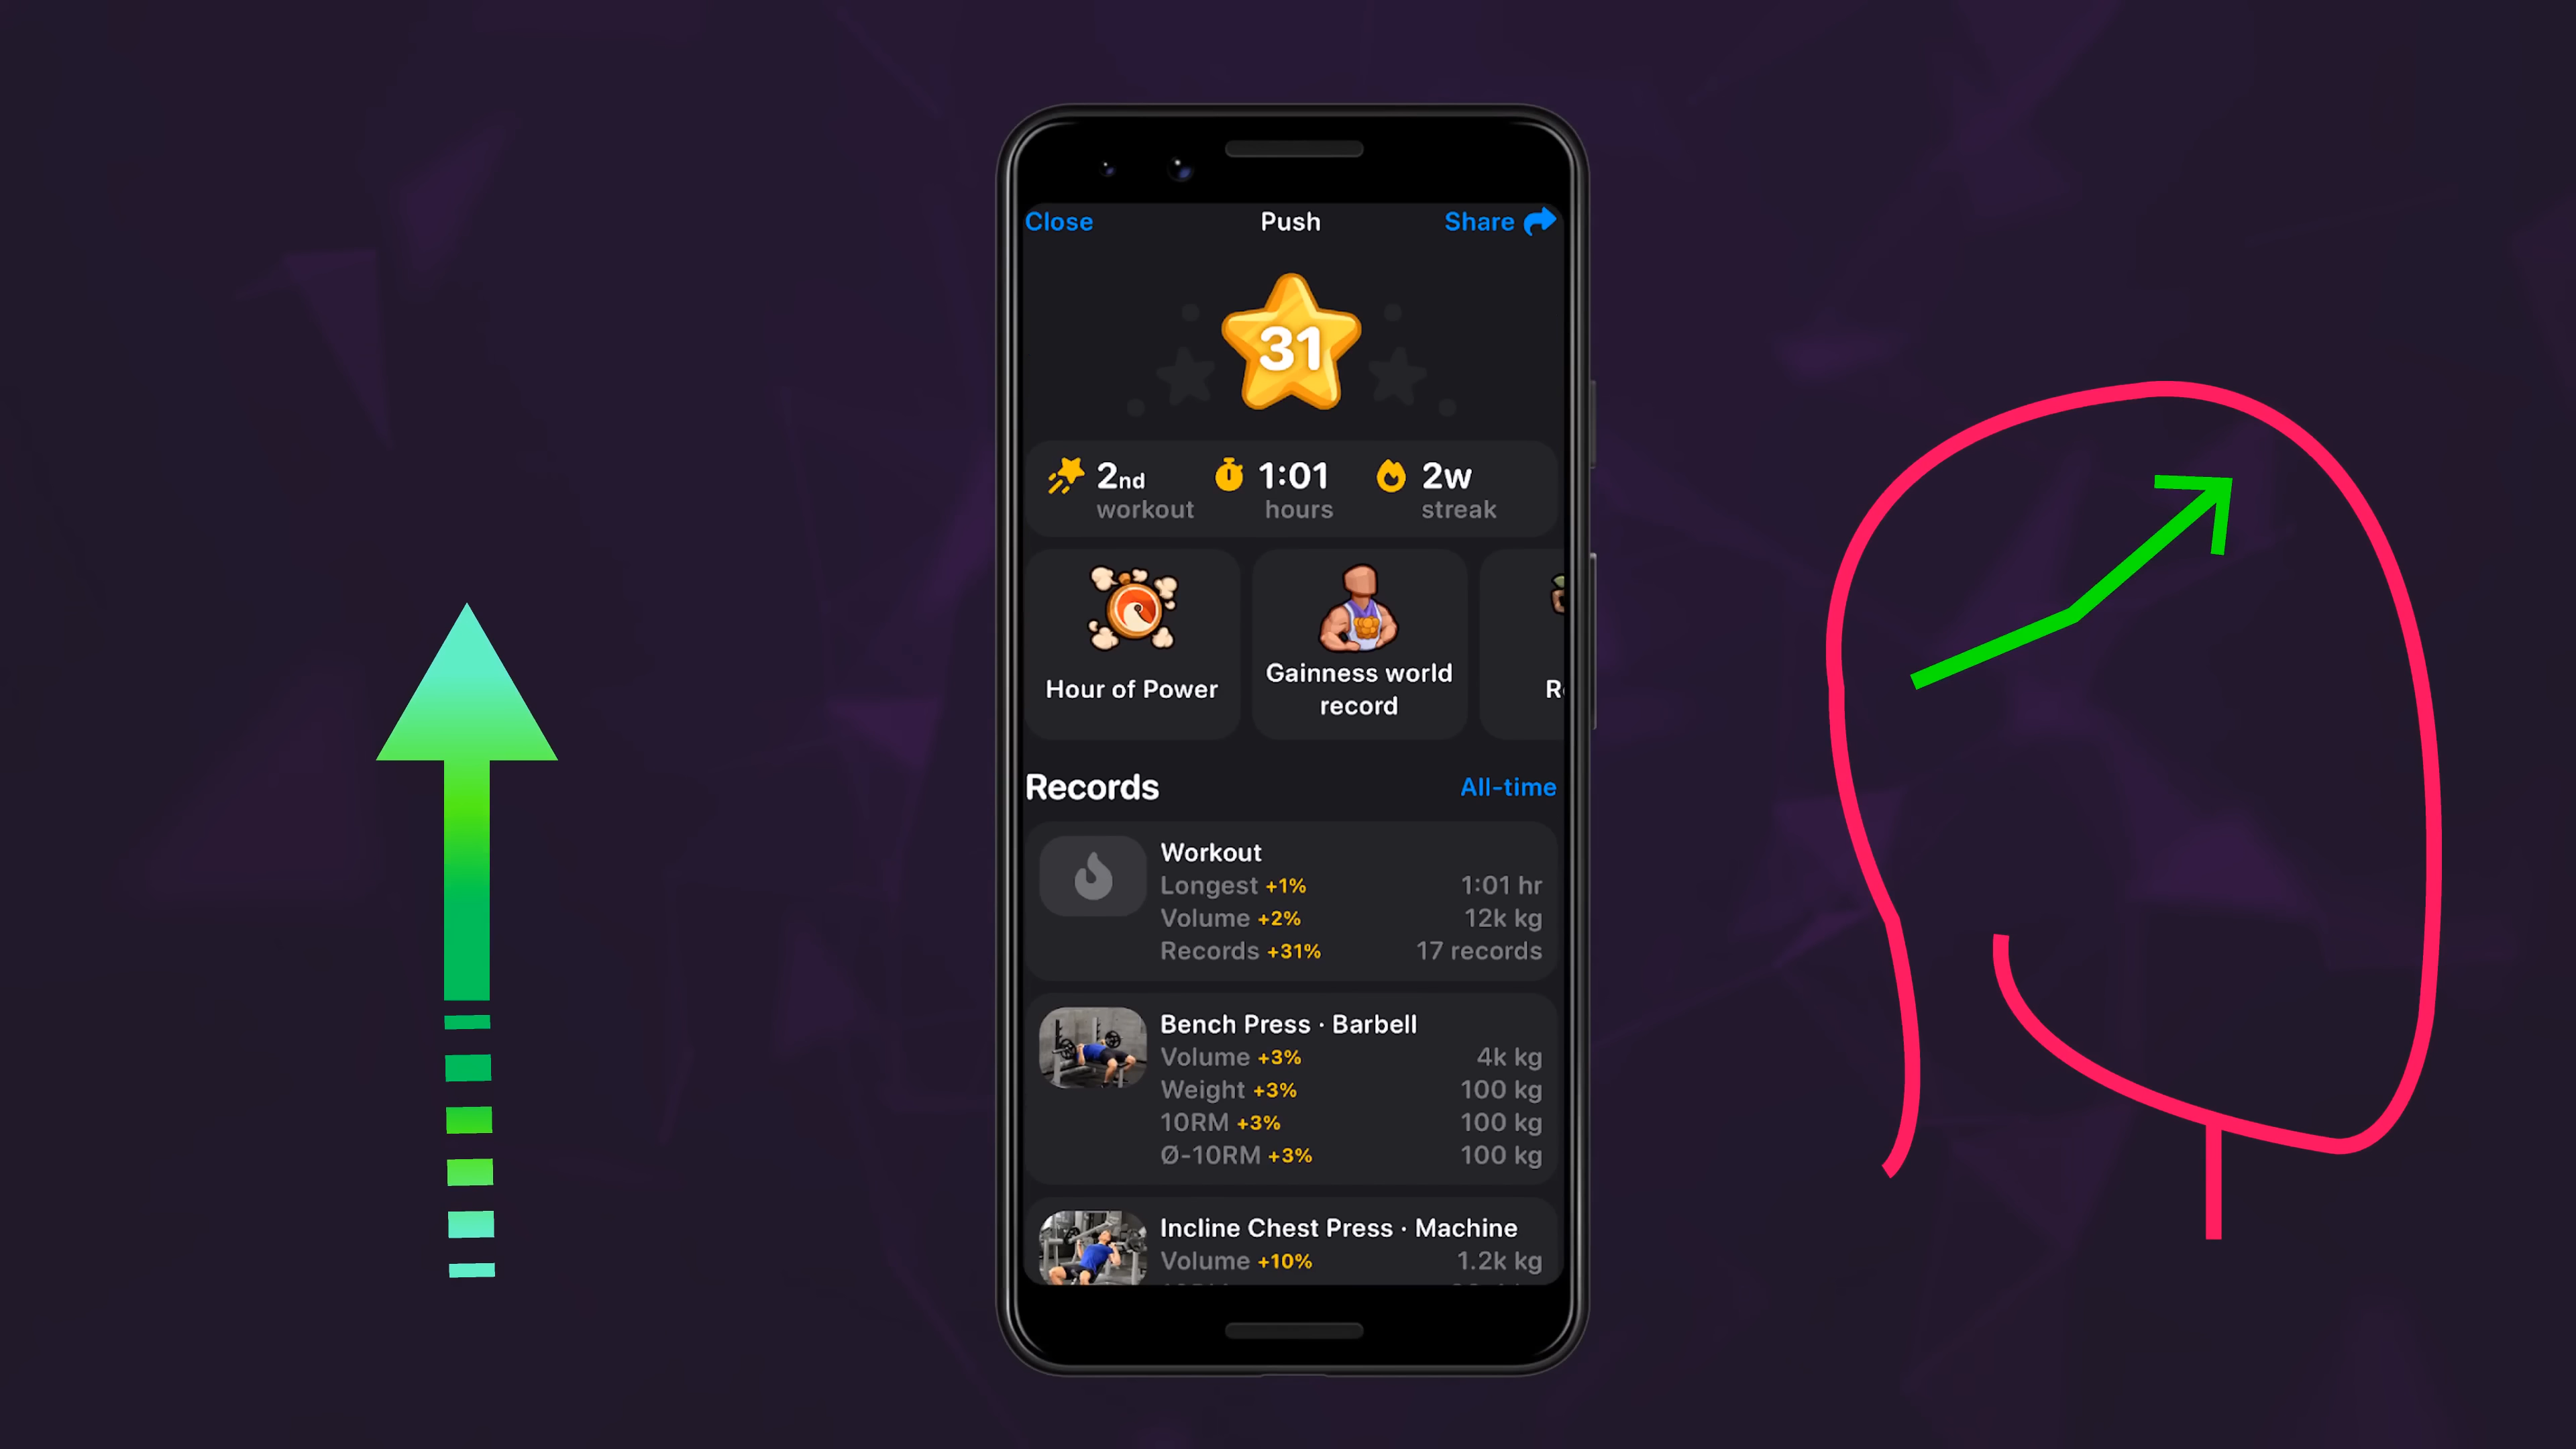 Close Push Share
31
2nd 1:01 2w
workout hours streak
Hour of Power
Gainness world
record
Records All-time
Workout
Longest +1% 1:01 hr
Volume +2% 12k kg
Records +31% 17 records
Bench Press · Barbell
Volume +3% 4k kg
Weight +3% 100 kg
10RM +3% 100 kg
Ø-10RM +3% 100 kg
Incline Chest Press · Machine
Volume +10% 1.2k kg